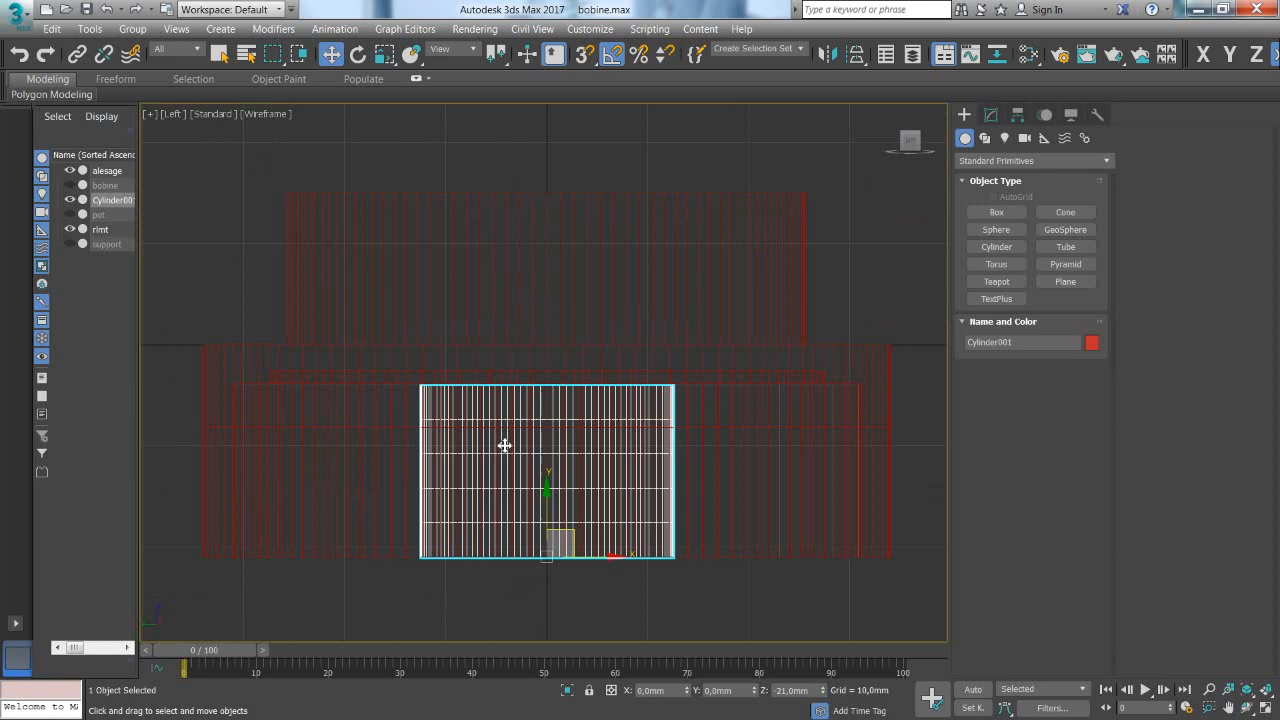 Workspace: Default
Autodesk 3ds Max 2017 bobine.max
Type a keyword or phrase
Sign In
Edit Tools Group Views Create Modifiers Animation Graph Editors Rendering Civil View Customize Scripting Content Help
All
View
Create Selection Set
X Y Z
Modeling Freeform Selection Object Paint Populate
Polygon Modeling
Select Display
[+] [Left] [Standard] [Wireframe]
Name (Sorted Ascend
alesage
bobine
Cylinder00
pot
rlmt
support
Standard Primitives
Object Type
AutoGrid
Box Cone
Sphere GeoSphere
Cylinder Tube
Torus Pyramid
Teapot Plane
TextPlus
Name and Color
Cylinder001
Y
X
Z
0 / 100
0 10 20 30 40 50 60 70 80 90 100
1 Object Selected
X: 0,0mm Y: 0,0mm Z: -21,0mm Grid = 10,0mm
Auto Selected
Welcome to M
Click and drag to select and move objects
Add Time Tag
Set K. Filters...
0